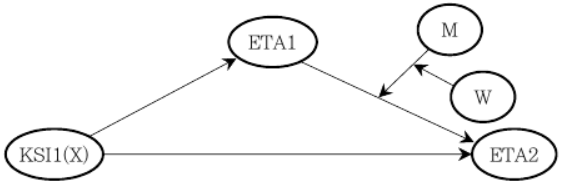 M
ETA1
W
KSI1(X)
ETA2